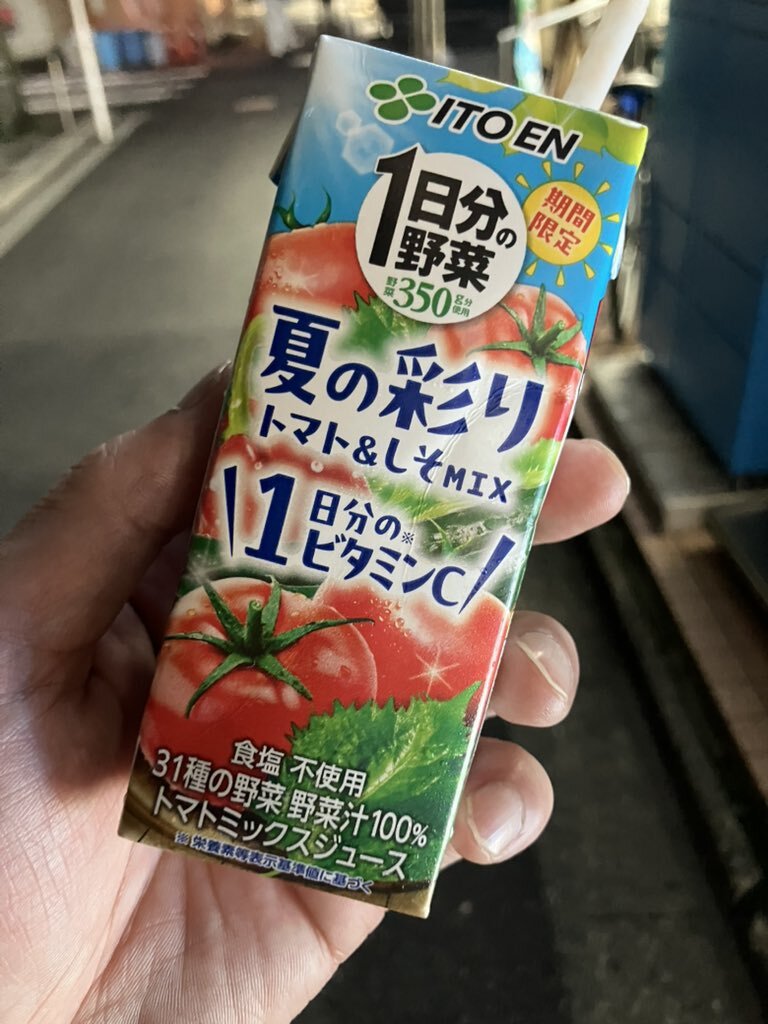 ITO EN
1日分の
野菜
野菜350g分使用
期間
限定
夏の彩り
トマト&しそMIX
1日分の※
ビタミンC
食塩 不使用
31種の野菜 野菜汁100%
トマトミックスジュース
※栄養素等表示基準値に基づく